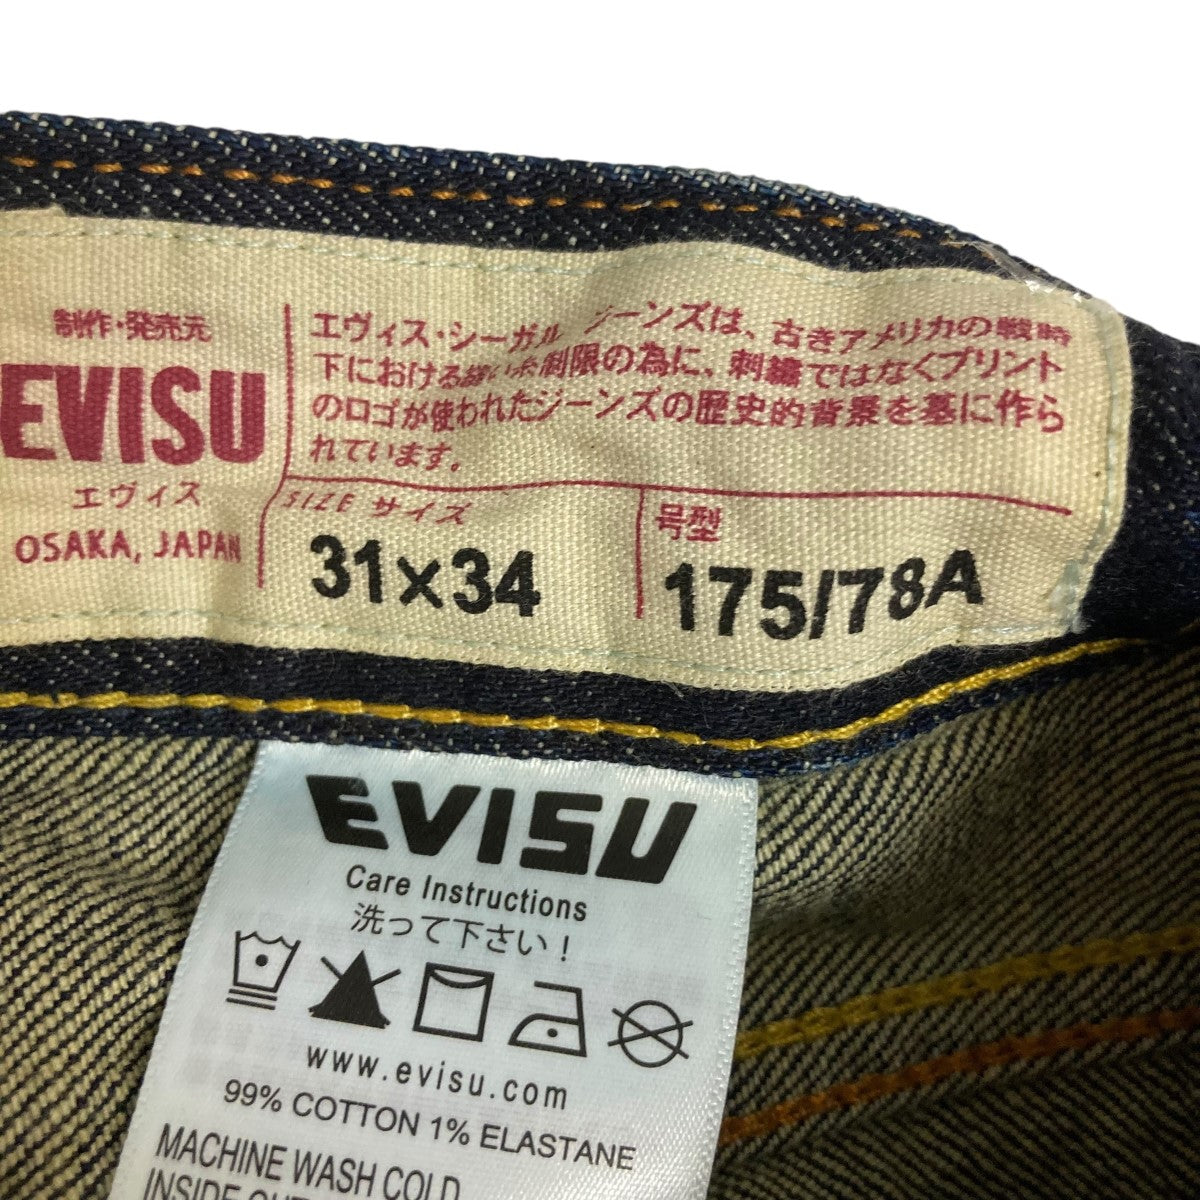 制作・発売元
EVISU
エヴィス
OSAKA, JAPAN
エヴィス・シーガル ジーンズは、古きアメリカの戦時
下における縫い糸制限の為に、刺繍ではなくプリント
のロゴが使われたジーンズの歴史的背景を基に作ら
れています。
SIZE サイズ
31×34
号型
175/78A
EVISU
Care Instructions
洗って下さい！
www.evisu.com
99% COTTON 1% ELASTANE
MACHINE WASH COLD
INSIDE